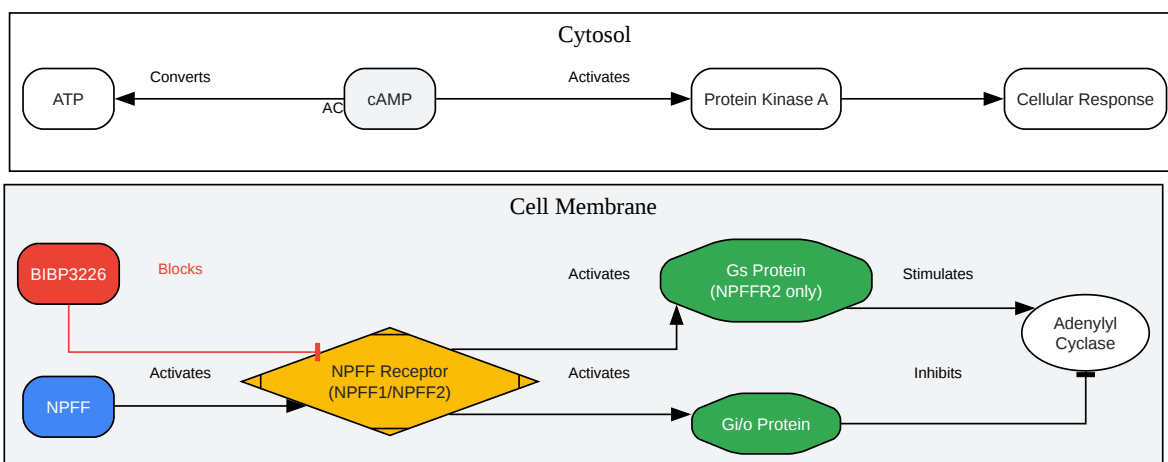 Cytosol
Converts
Activates
ATP
AC
cAMP
Protein Kinase A
Cellular Response
Cell Membrane
BIBP3226
Blocks
Activates
Gs Protein
(NPFFR2 only)
Stimulates
Adenylyl
Cyclase
NPFF
Activates
NPFF Receptor
(NPFF1/NPFF2)
Activates
Gi/o Protein
Inhibits